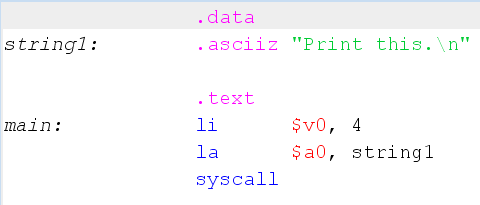 .data
string1: .asciiz "Print this.\n"
.text
main: li $v0, 4
la $a0, string1
syscall